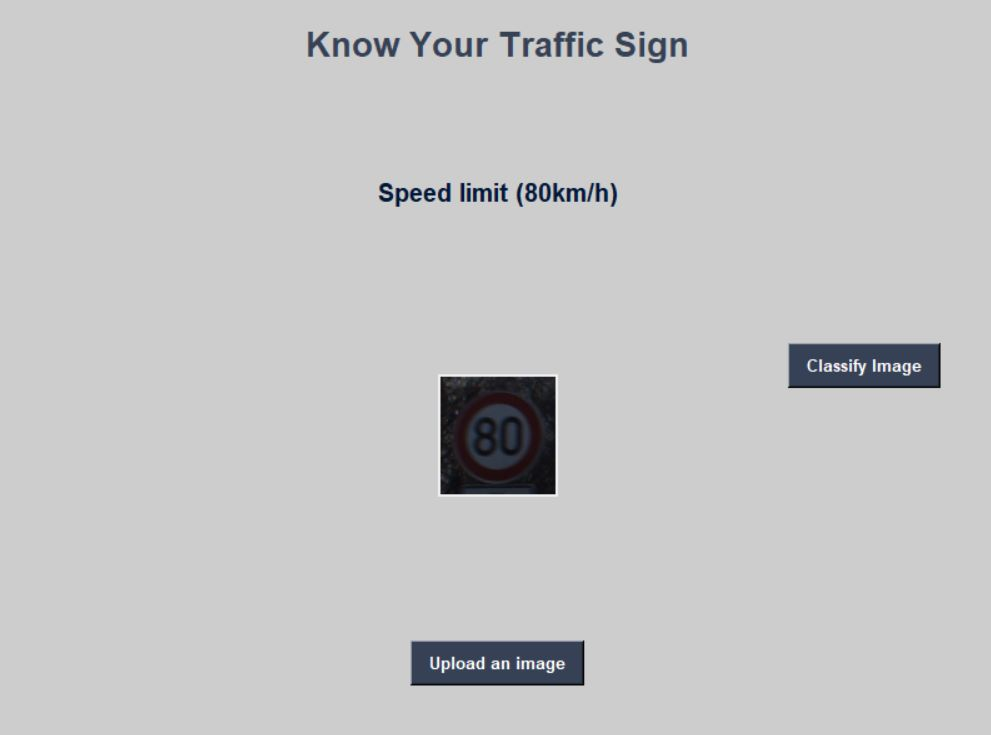 Know Your Traffic Sign
Speed limit (80km/h)
Classify Image
80
Upload an image